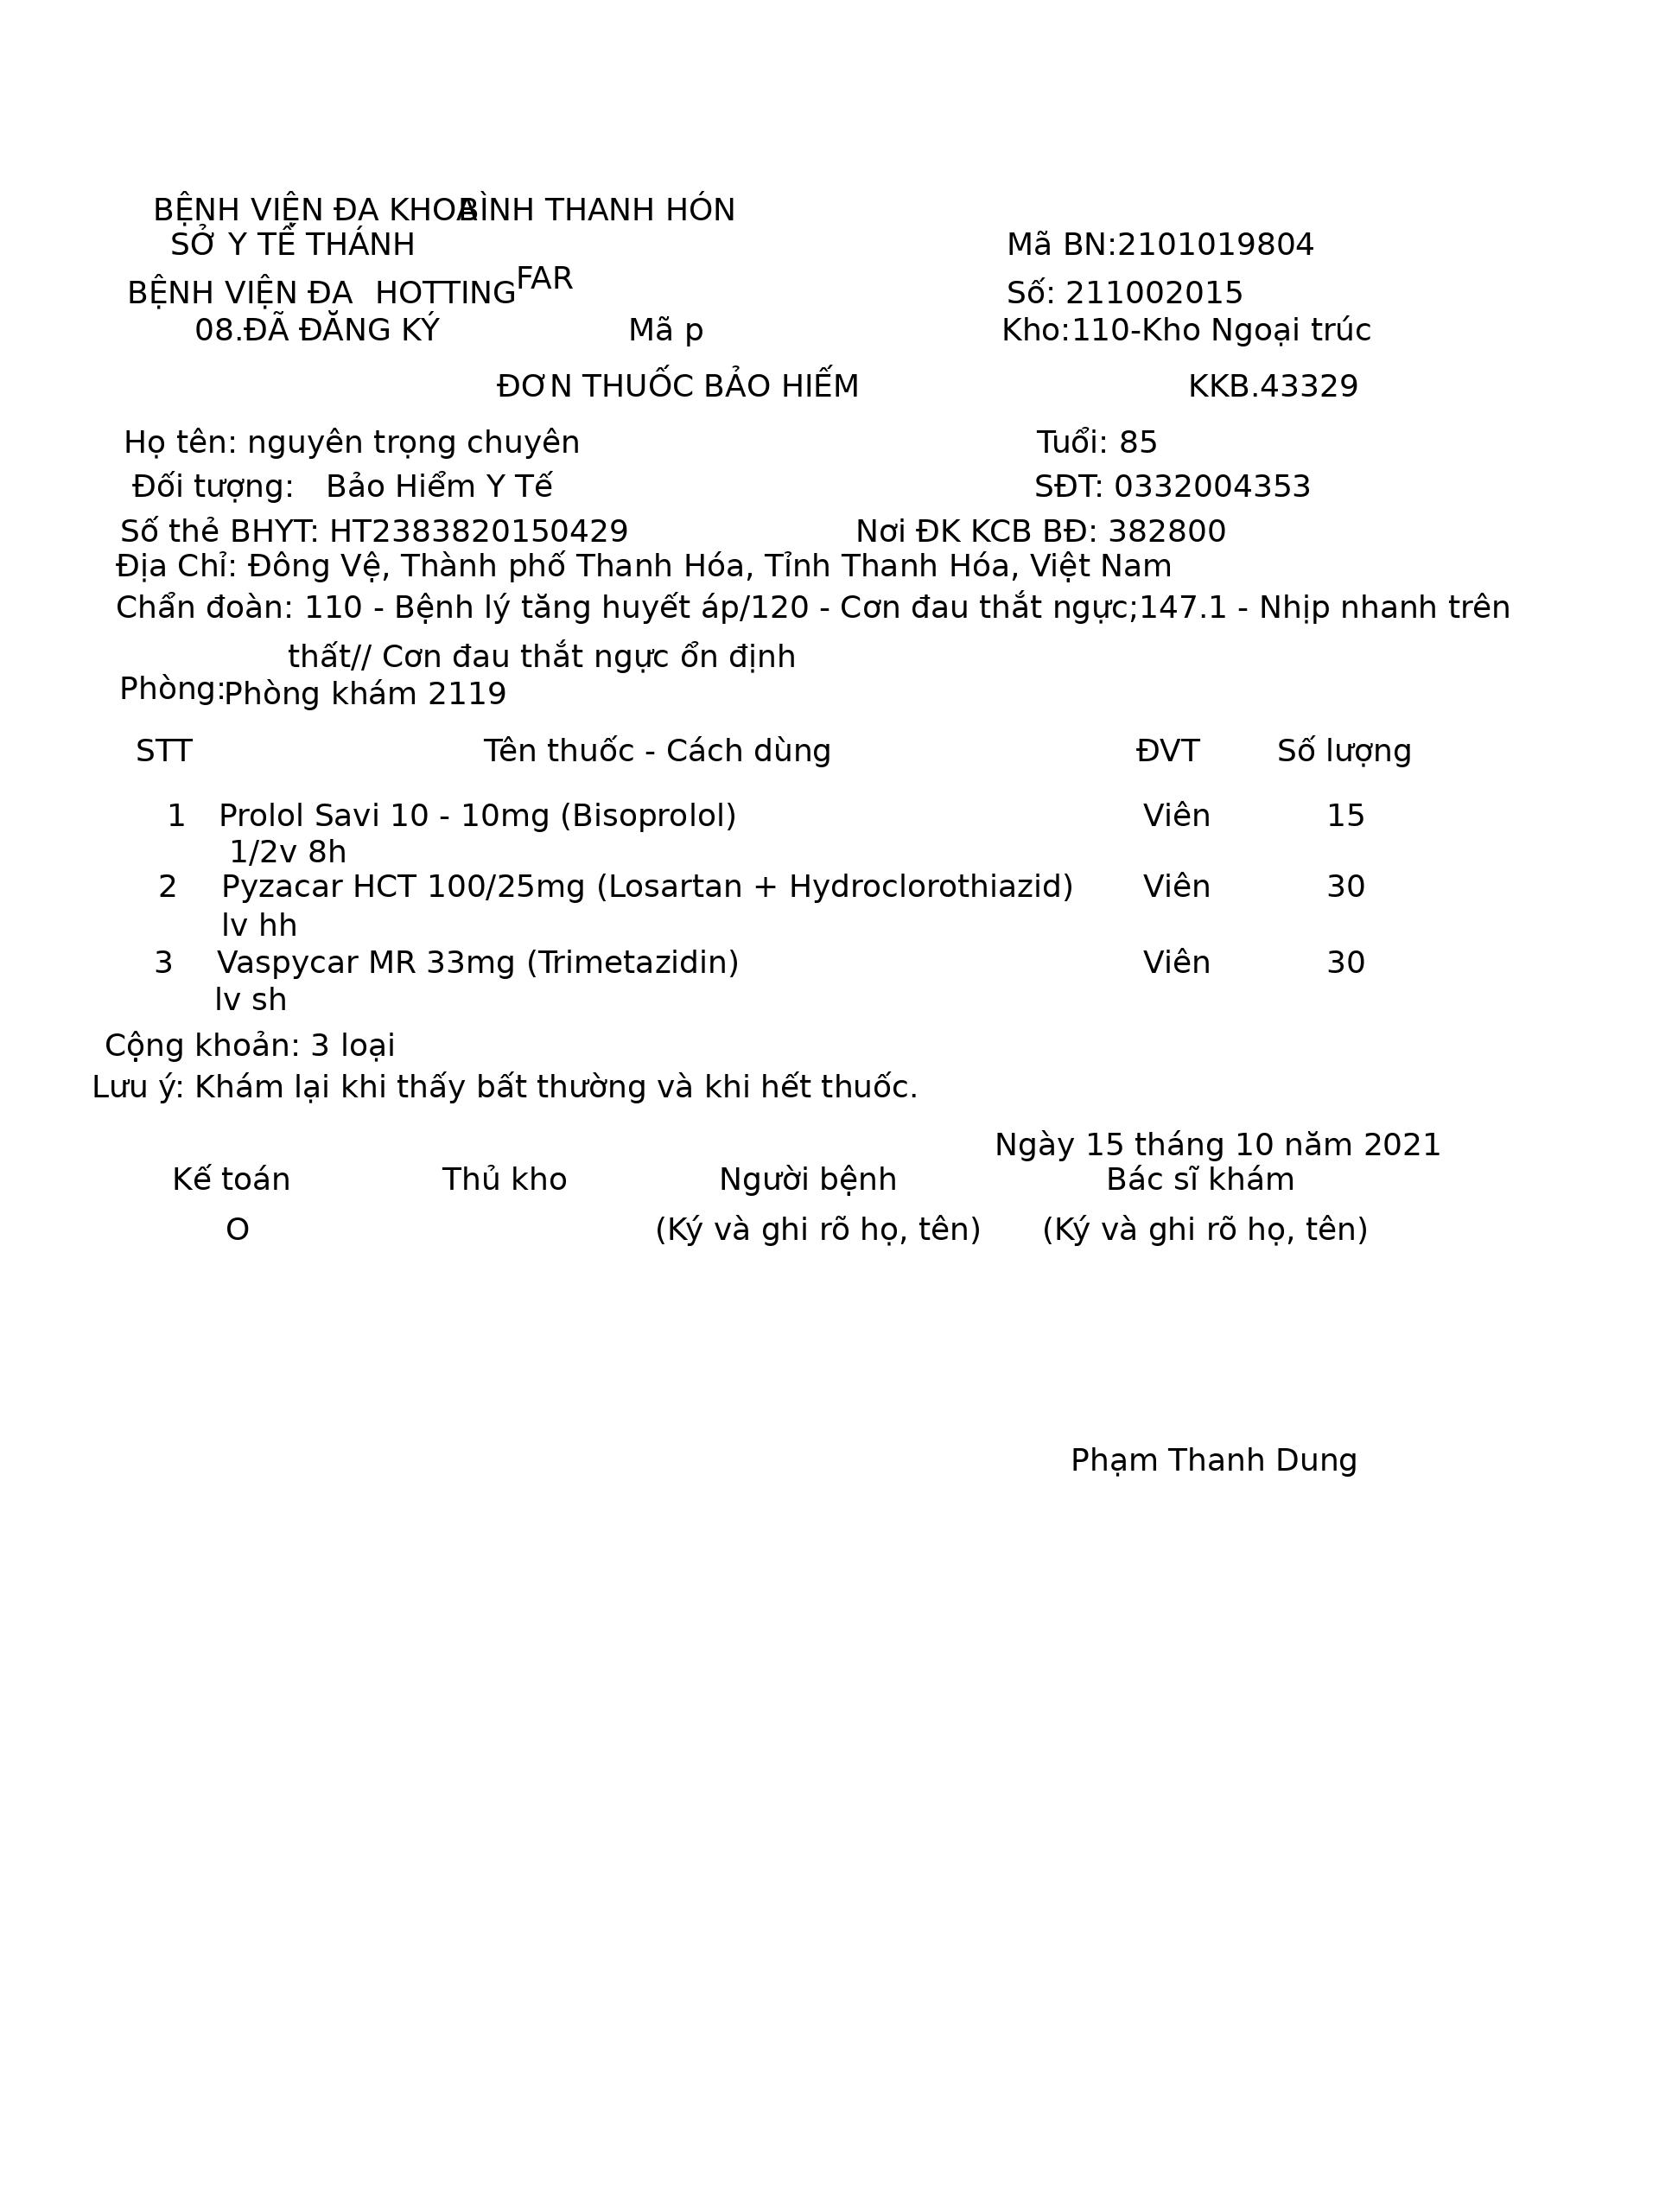 BỆNH VIỆN ĐA KHOA BÌNH THANH HÓN
SỞ Y TẾ THÁNH Mã BN:2101019804
FAR
BỆNH VIỆN ĐA HOTTING Số: 211002015
08.ĐÃ ĐĂNG KÝ Mã p Kho:110-Kho Ngoại trúc
ĐƠN THUỐC BẢO HIẾM KKB.43329
Họ tên: nguyên trọng chuyên Tuổi: 85
Đối tượng: Bảo Hiểm Y Tế SĐT: 0332004353
Số thẻ BHYT: HT2383820150429 Nơi ĐK KCB BĐ: 382800
Địa Chỉ: Đông Vệ, Thành phố Thanh Hóa, Tỉnh Thanh Hóa, Việt Nam
Chẩn đoàn: 110 - Bệnh lý tăng huyết áp/120 - Cơn đau thắt ngực;147.1 - Nhịp nhanh trên
thất// Cơn đau thắt ngực ổn định
Phòng: Phòng khám 2119
STT Tên thuốc - Cách dùng ĐVT Số lượng
1 Prolol Savi 10 - 10mg (Bisoprolol) Viên 15
1/2v 8h
2 Pyzacar HCT 100/25mg (Losartan + Hydroclorothiazid) Viên 30
lv hh
3 Vaspycar MR 33mg (Trimetazidin) Viên 30
lv sh
Cộng khoản: 3 loại
Lưu ý: Khám lại khi thấy bất thường và khi hết thuốc.
Ngày 15 tháng 10 năm 2021
Kế toán Thủ kho Người bệnh Bác sĩ khám
O (Ký và ghi rõ họ, tên) (Ký và ghi rõ họ, tên)
Phạm Thanh Dung